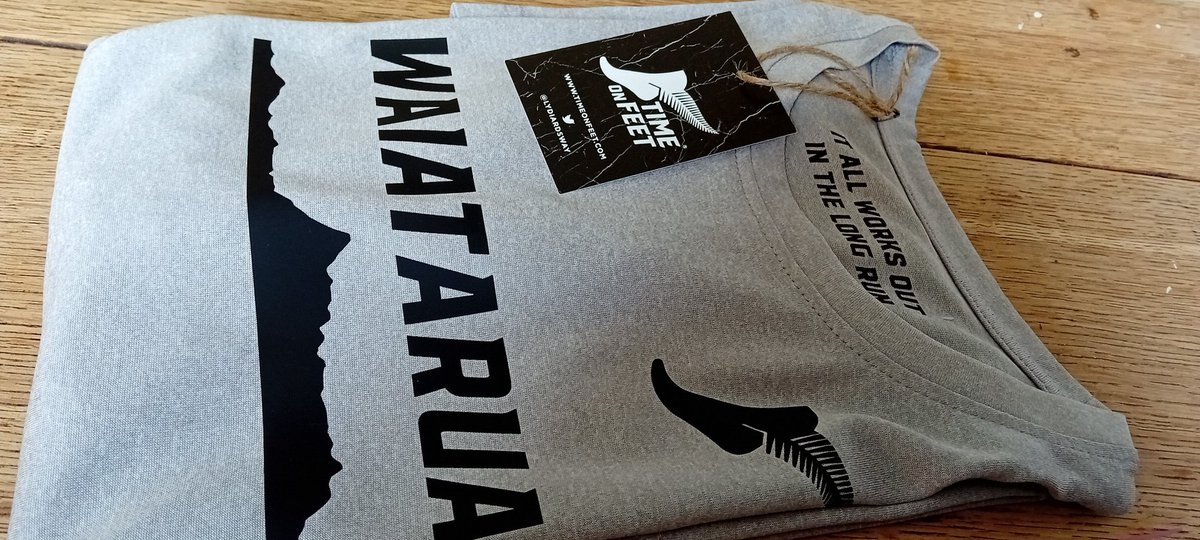 WAIATARUA
TIME
ON FEET
WWW.TIMEONFEET.COM
@LYDIARDSWAY
IT ALL WORKS OUT
IN THE LONG RUN